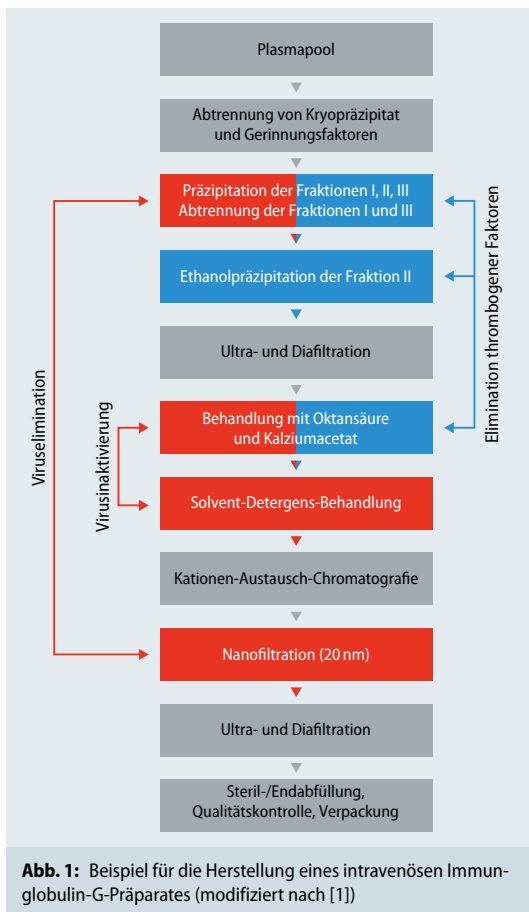 Plasmapool
Abtrennung von Kryopräzipitat
und Gerinnungsfaktoren
Präzipitation der Fraktionen I, II, III
Abtrennung der Fraktionen I und III
Ethanolpräzipitation der Fraktion II
Ultra- und Diafiltration
Behandlung mit Oktansäure
und Kalziumacetat
Solvent-Detergens-Behandlung
Kationen-Austausch-Chromatografie
Nanofiltration (20 nm)
Ultra- und Diafiltration
Steril-/Endabfüllung,
Qualitätskontrolle, Verpackung
Viruselimination
Virusinaktivierung
Elimination thrombogener Faktoren
Abb. 1: Beispiel für die Herstellung eines intravenösen Immun-
globulin-G-Präparates (modifiziert nach [1])